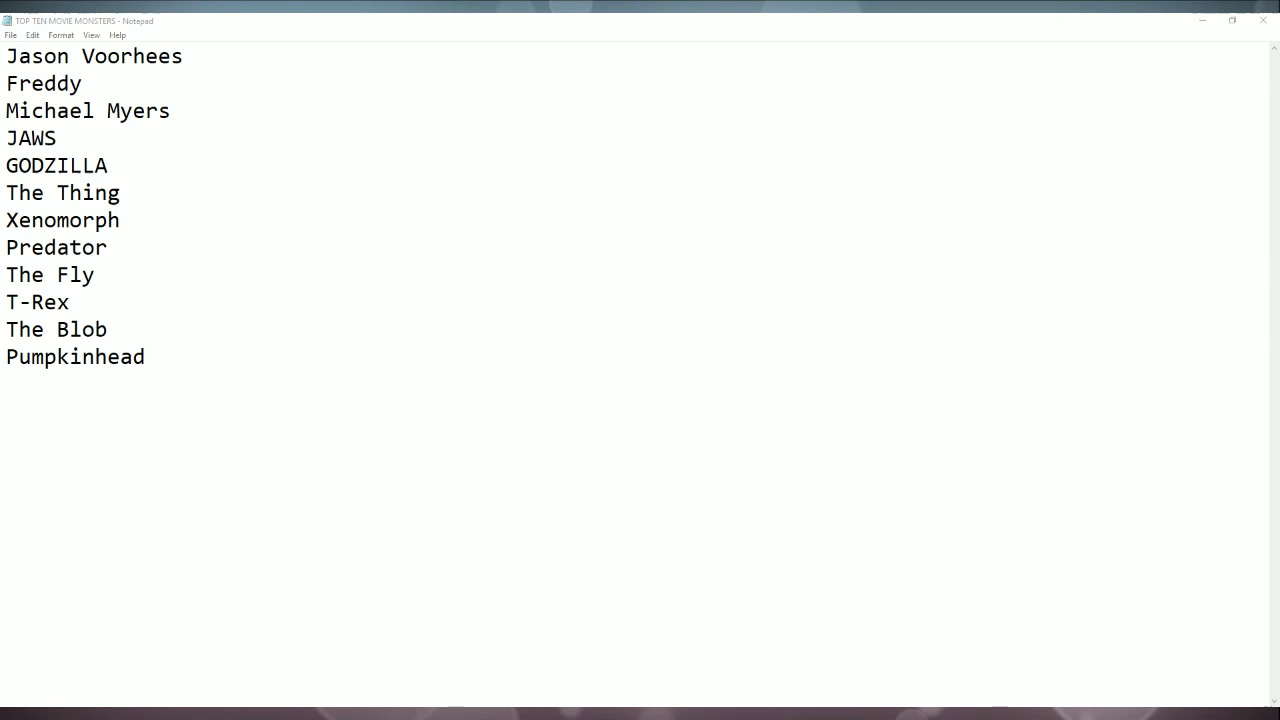 TOP TEN MOVIE MONSTERS - Notepad
File Edit Format View Help
Jason Voorhees
Freddy
Michael Myers
JAWS
GODZILLA
The Thing
Xenomorph
Predator
The Fly
T-Rex
The Blob
Pumpkinhead